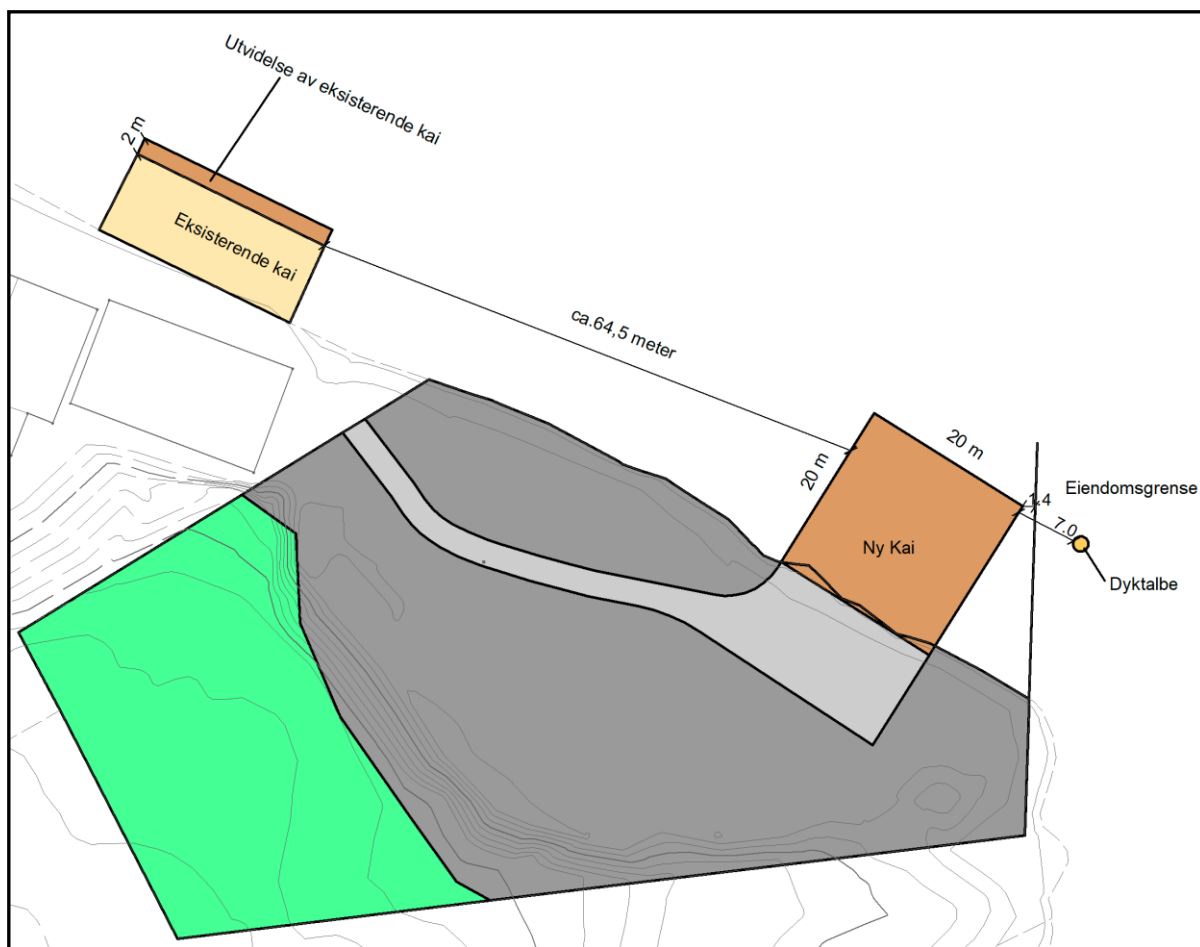 Utvidelse av eksisterende kai
2 m
Eksisterende kai
ca.64,5 meter
20 m
20 m
1.4
Eiendomsgrense
7.0
Ny Kai
Dyktalbe